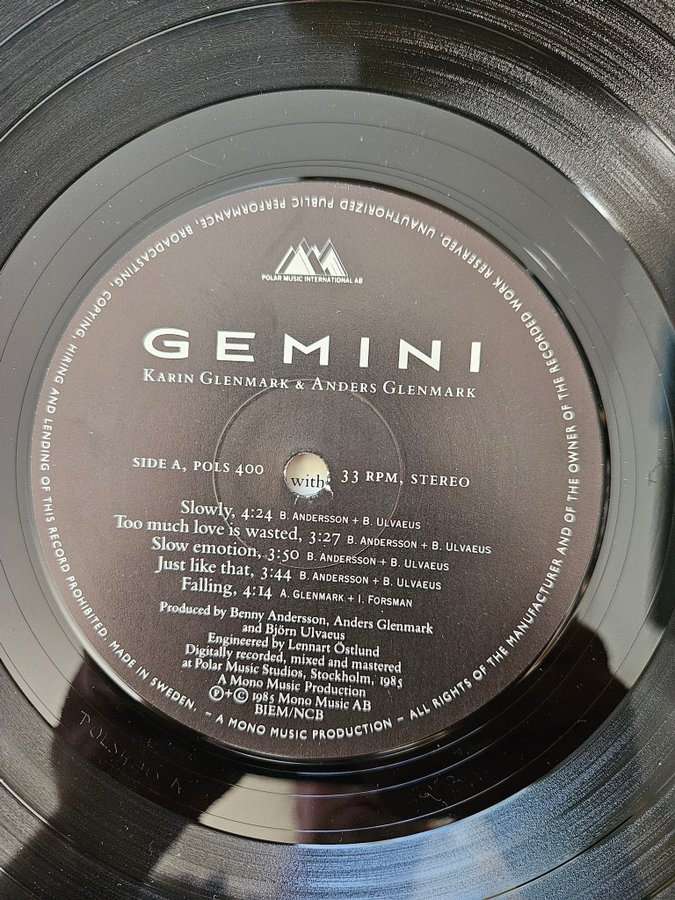 POLAR MUSIC INTERNATIONAL AB
GEMINI
KARIN GLENMARK & ANDERS GLENMARK
SIDE A, POLS 400
with
33 RPM, STEREO
Slowly, 4:24 B. ANDERSSON + B. ULVAEUS
Too much love is wasted, 3:27 B. ANDERSSON + B. ULVAEUS
Slow emotion, 3:50 B. ANDERSSON + B. ULVAEUS
Just like that, 3:44 B. ANDERSSON + B. ULVAEUS
Falling, 4:14 A. GLENMARK + I. FORSMAN
Produced by Benny Andersson, Anders Glenmark
and Björn Ulvaeus
Engineered by Lennart Östlund
Digitally recorded, mixed and mastered
at Polar Music Studios, Stockholm, 1985
A Mono Music Production
℗+© 1985 Mono Music AB
BIEM/NCB
– A MONO MUSIC PRODUCTION – ALL RIGHTS OF THE MANUFACTURER AND OF THE OWNER OF THE RECORDED WORK RESERVED. UNAUTHORIZED PUBLIC PERFORMANCE, BROADCASTING, COPYING, HIRING AND LENDING OF THIS RECORD PROHIBITED. MADE IN SWEDEN.